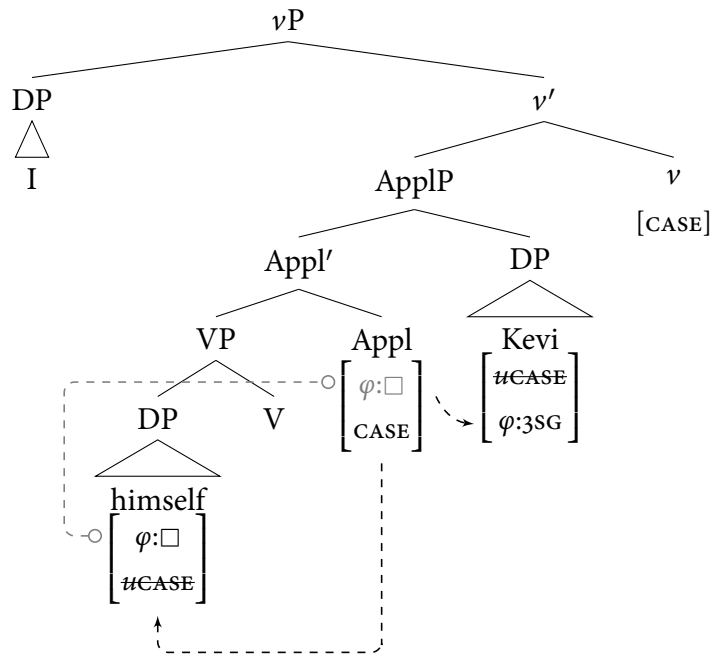 vP
DP v′
I
ApplP v
[CASE]
Appl′ DP
VP Appl Kevi
φ:□ uCASE
DP V
CASE φ:3SG
himself
φ:□
uCASE